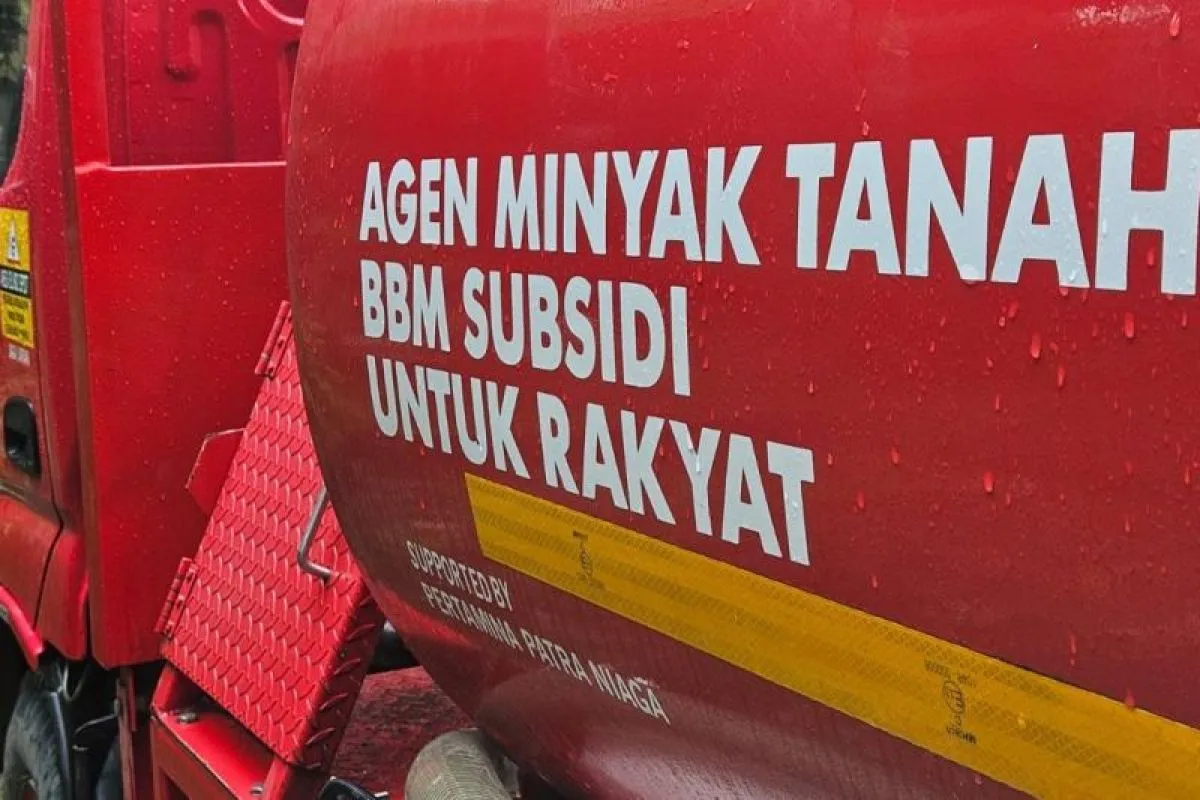 AGEN MINYAK TANAH
BBM SUBSIDI
UNTUK RAKYAT
SUPPORTED BY
PERTAMINA PATRA NIAGA